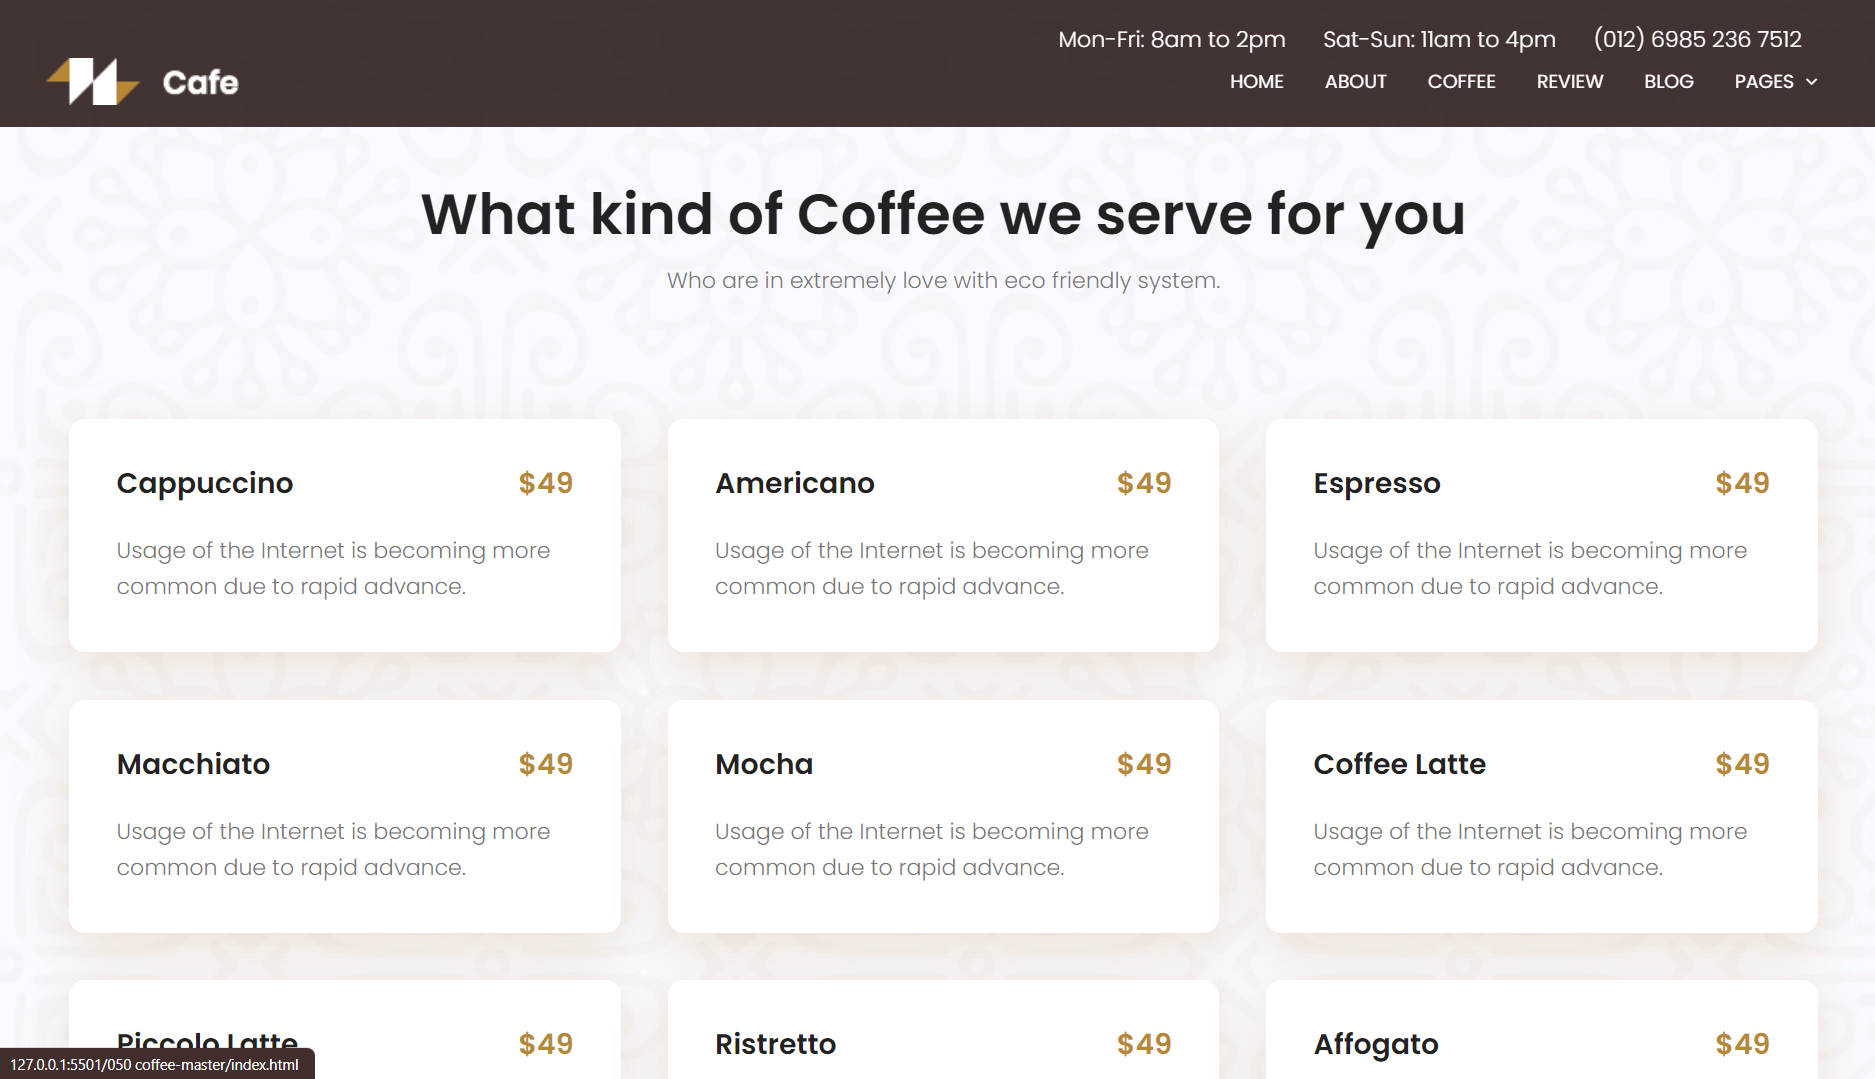 Mon-Fri: 8am to 2pm Sat-Sun: 11am to 4pm (012) 6985 236 7512
Cafe HOME ABOUT COFFEE REVIEW BLOG PAGES
What kind of Coffee we serve for you
Who are in extremely love with eco friendly system.
Cappuccino $49
Usage of the Internet is becoming more
common due to rapid advance.
Americano $49
Usage of the Internet is becoming more
common due to rapid advance.
Espresso $49
Usage of the Internet is becoming more
common due to rapid advance.
Macchiato $49
Usage of the Internet is becoming more
common due to rapid advance.
Mocha $49
Usage of the Internet is becoming more
common due to rapid advance.
Coffee Latte $49
Usage of the Internet is becoming more
common due to rapid advance.
Piccolo Latte $49
Ristretto $49
Affogato $49
127.0.0.1:5501/050 coffee-master/index.html